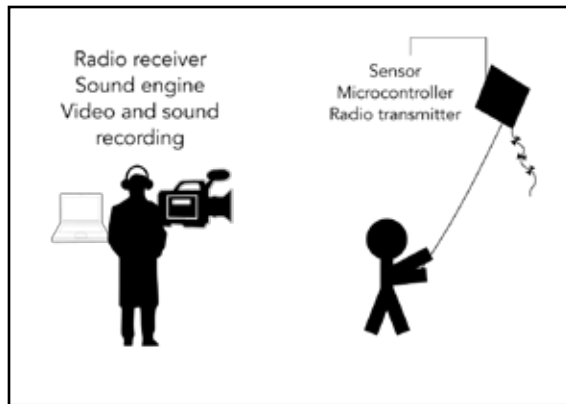 Radio receiver
Sound engine
Video and sound
recording
Sensor
Microcontroller
Radio transmitter